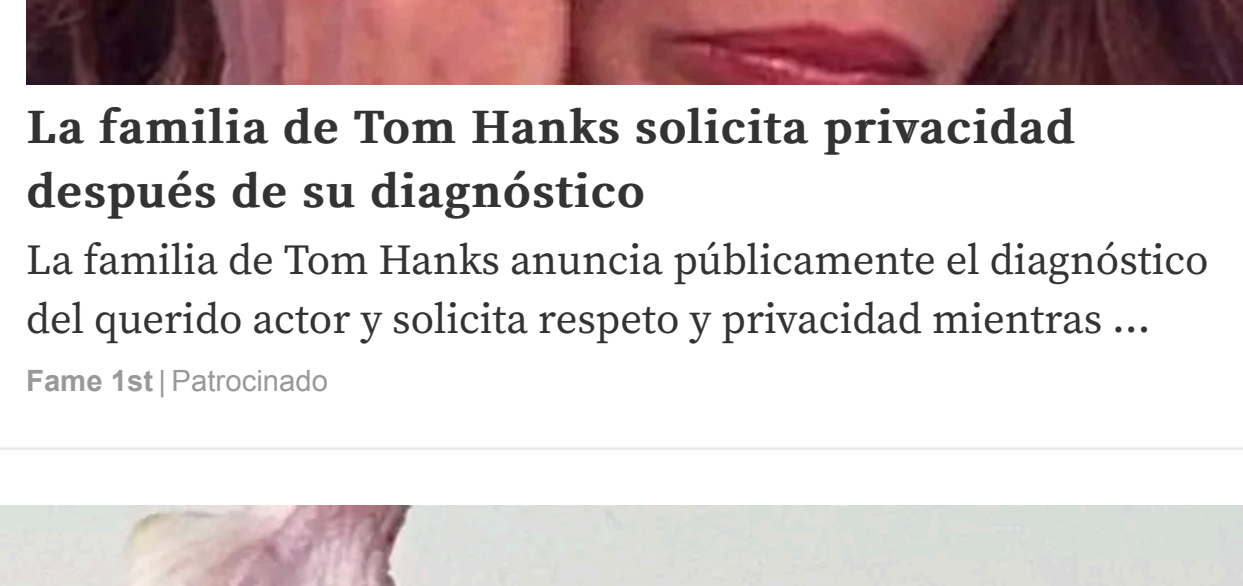 La familia de Tom Hanks solicita privacidad
después de su diagnóstico
La familia de Tom Hanks anuncia públicamente el diagnóstico
del querido actor y solicita respeto y privacidad mientras ...
Fame 1st | Patrocinado